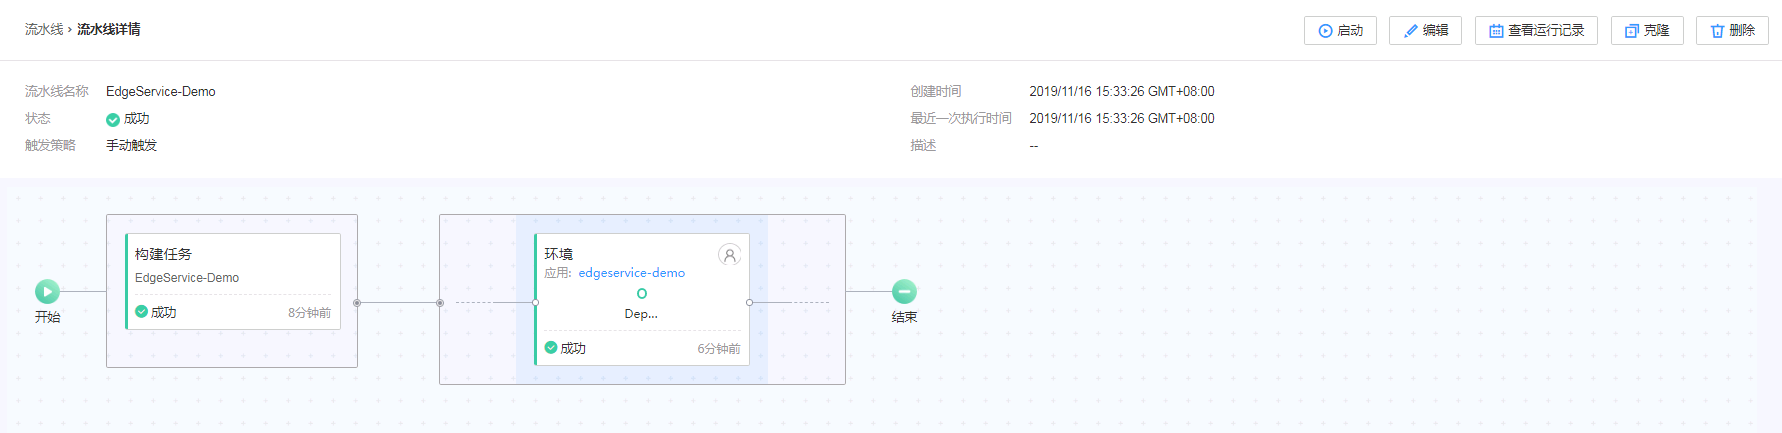 流水线 › 流水线详情
启动 编辑 查看运行记录 克隆 删除
流水线名称 EdgeService-Demo 创建时间 2019/11/16 15:33:26 GMT+08:00
状态 成功 最近一次执行时间 2019/11/16 15:33:26 GMT+08:00
触发策略 手动触发 描述 --
开始
构建任务
EdgeService-Demo
成功 8分钟前
环境
应用: edgeservice-demo
Dep...
成功 6分钟前
结束